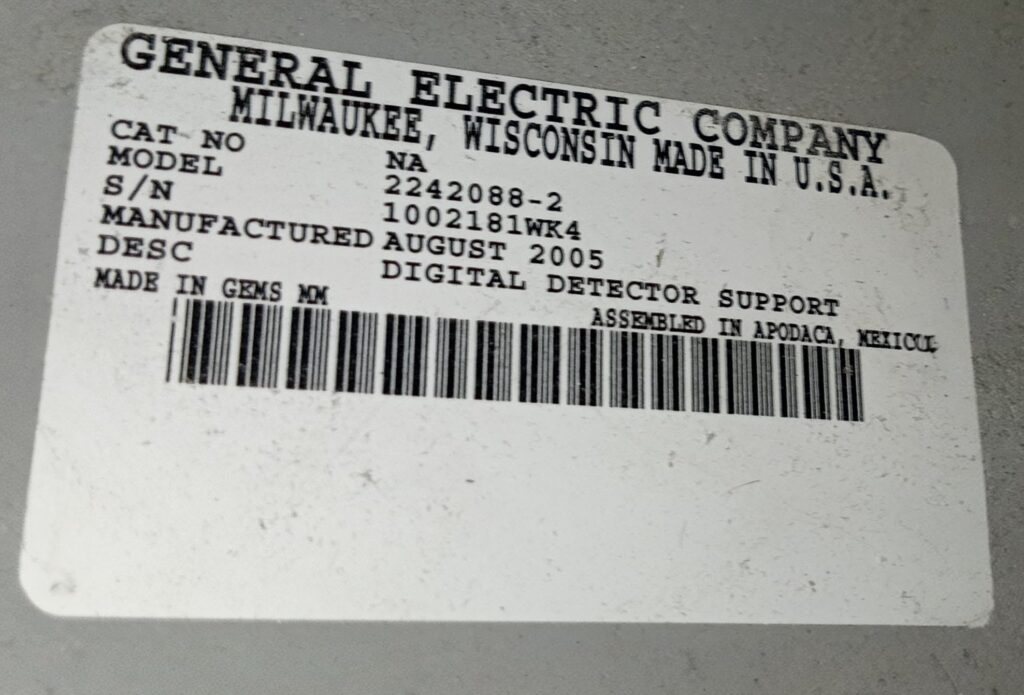 GENERAL ELECTRIC COMPANY
MILWAUKEE, WISCONSIN MADE IN U.S.A.
CAT NO NA
MODEL 2242088-2
S/N 1002181WK4
MANUFACTURED AUGUST 2005
DESC DIGITAL DETECTOR SUPPORT
MADE IN GEMS MM
ASSEMBLED IN APODACA,